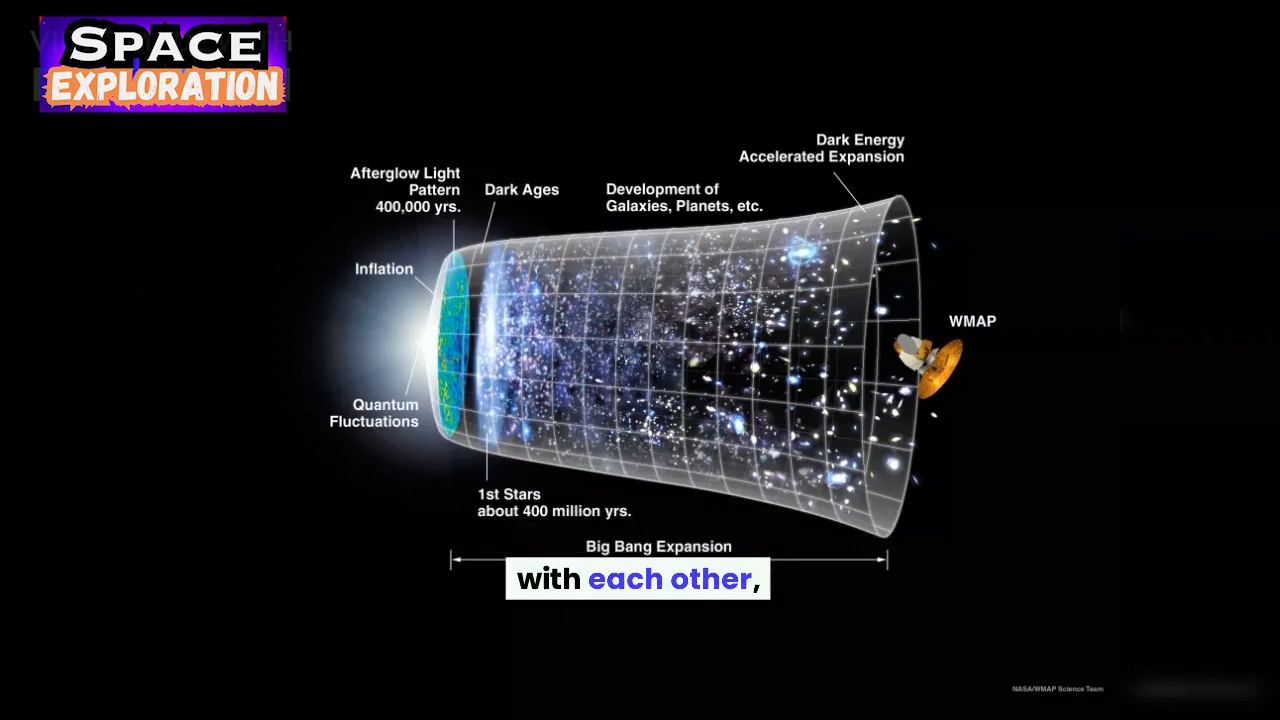 SPACE
EXPLORATION
Dark Energy
Accelerated Expansion
Afterglow Light
Pattern
400,000 yrs.
Dark Ages
Development of
Galaxies, Planets, etc.
Inflation
WMAP
Quantum
Fluctuations
1st Stars
about 400 million yrs.
Big Bang Expansion
with each other,
NASA/WMAP Science Team